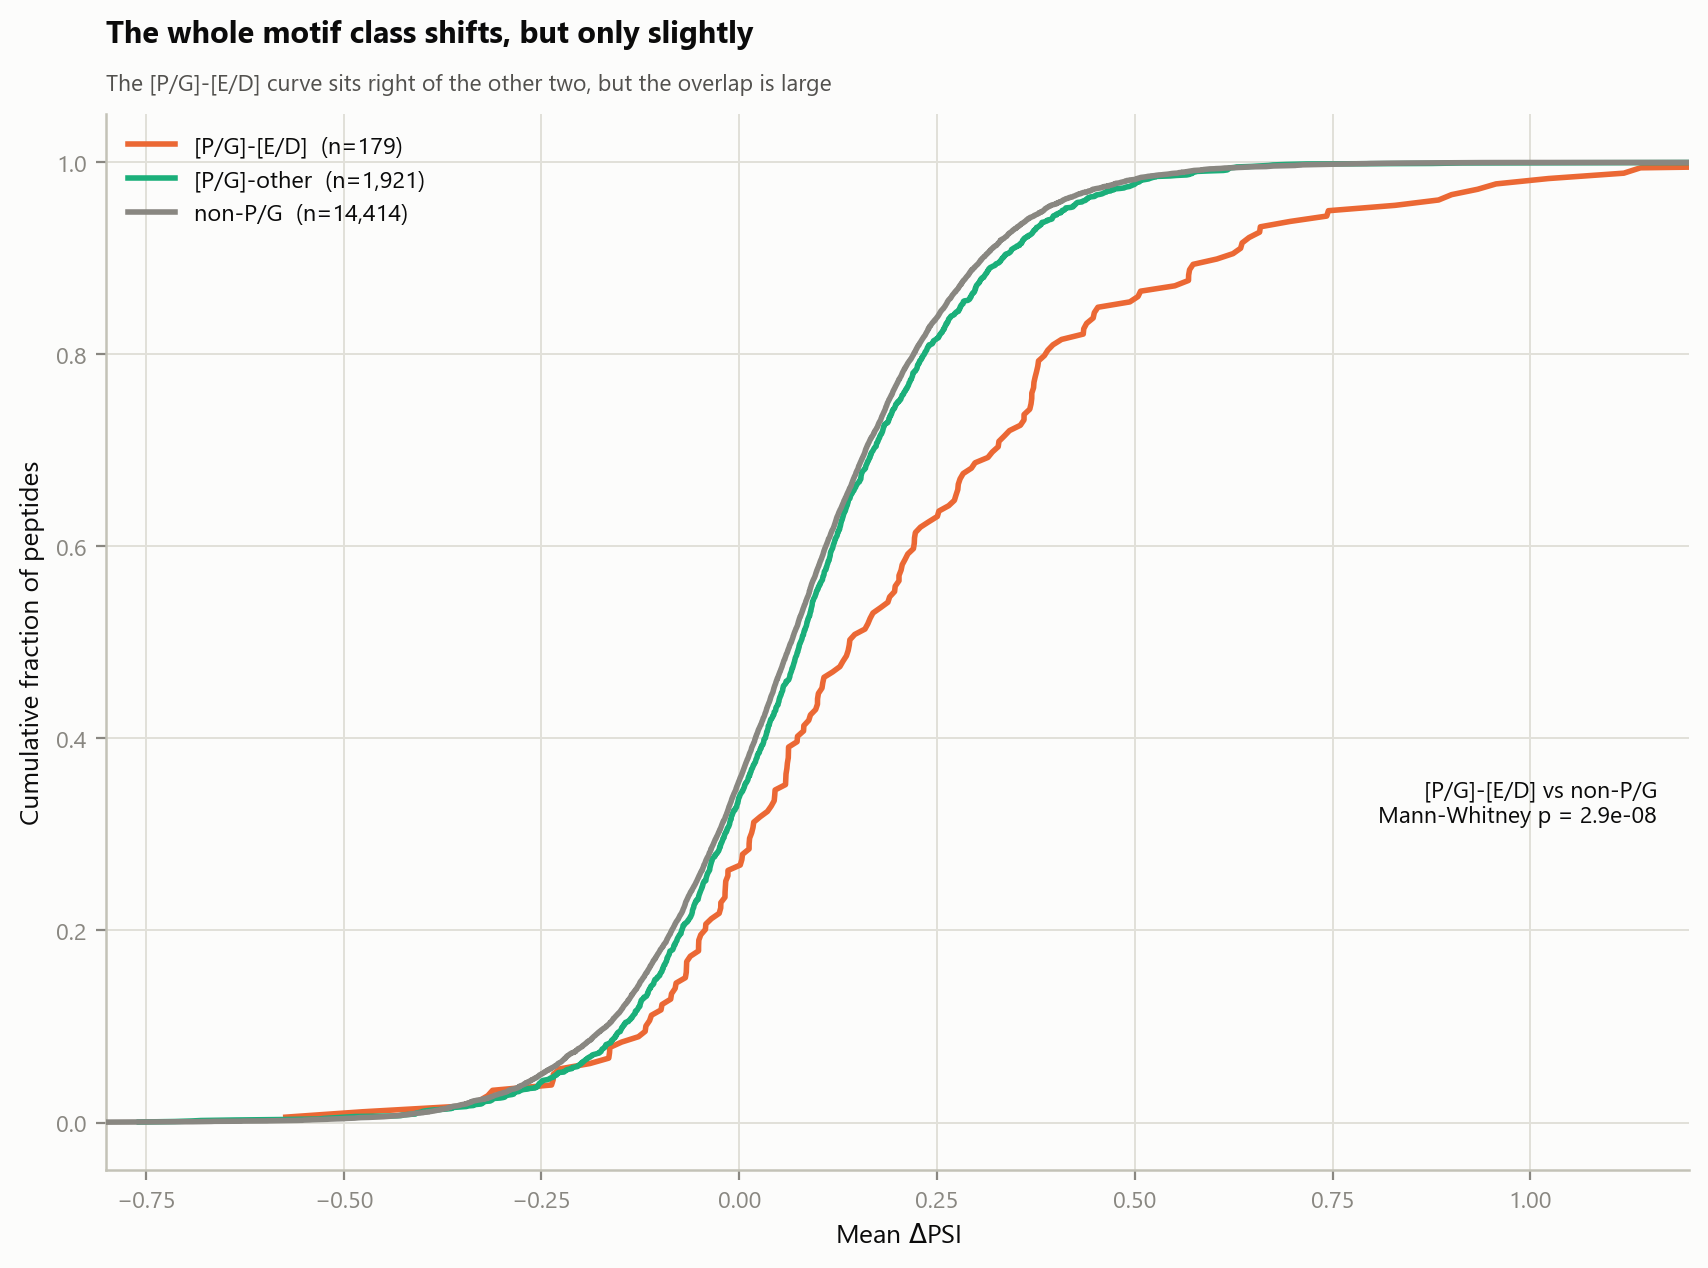 The whole motif class shifts, but only slightly
The [P/G]-[E/D] curve sits right of the other two, but the overlap is large
[P/G]-[E/D]  (n=179)
[P/G]-other  (n=1,921)
non-P/G  (n=14,414)
1.0
0.8
0.6
0.4
0.2
0.0
Cumulative fraction of peptides
[P/G]-[E/D] vs non-P/G
Mann-Whitney p = 2.9e-08
−0.75
−0.50
−0.25
0.00
0.25
0.50
0.75
1.00
Mean ΔPSI